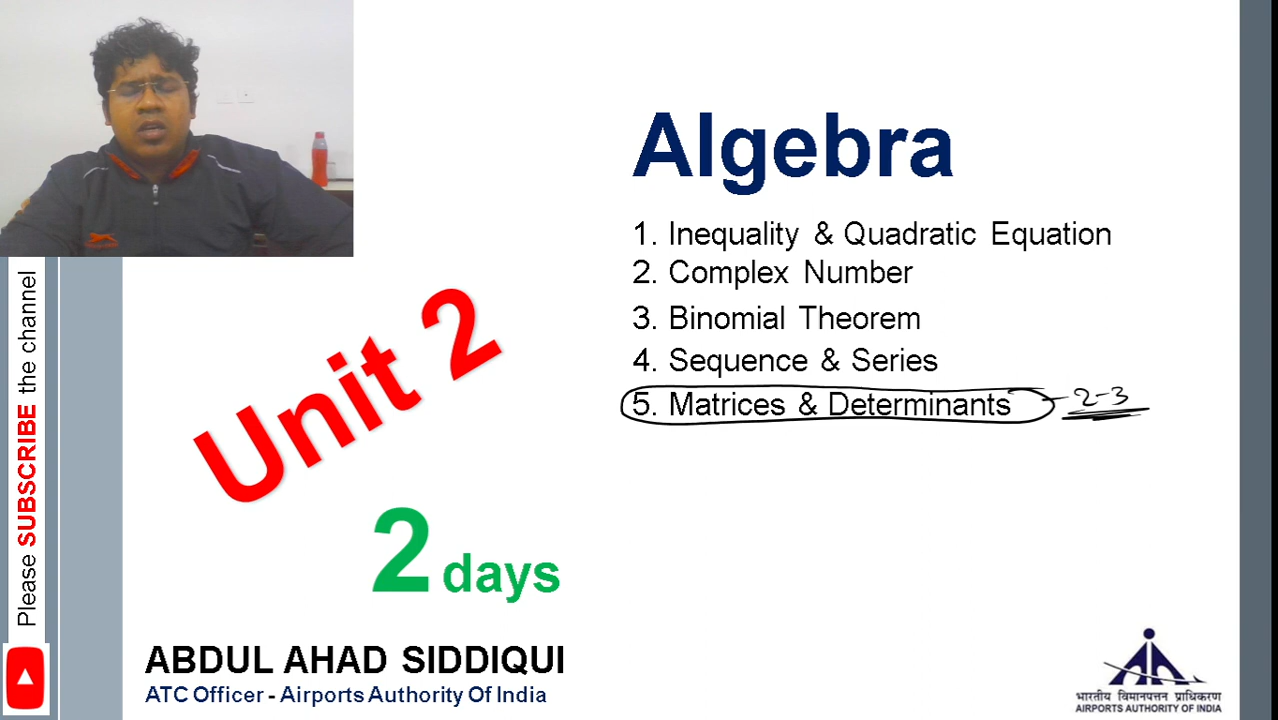 Algebra
1. Inequality & Quadratic Equation
2. Complex Number
3. Binomial Theorem
4. Sequence & Series
5. Matrices & Determinants – 2-3
Unit 2
2 days
Please SUBSCRIBE the channel
ABDUL AHAD SIDDIQUI
ATC Officer - Airports Authority Of India
भारतीय विमानपत्तन प्राधिकरण
AIRPORTS AUTHORITY OF INDIA